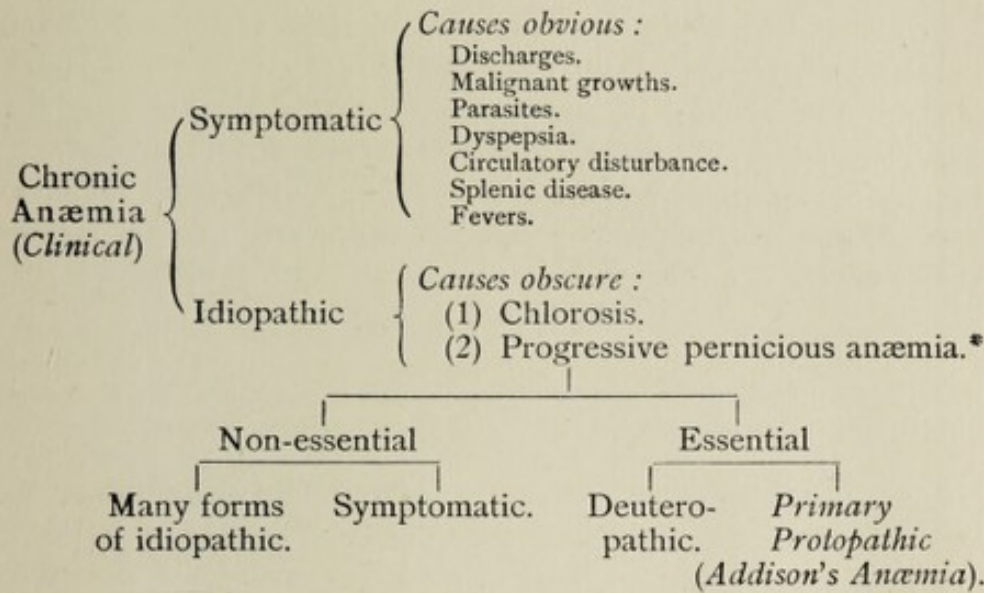 Chronic
Anæmia
(Clinical)
Symptomatic
Causes obvious :
Discharges.
Malignant growths.
Parasites.
Dyspepsia.
Circulatory disturbance.
Splenic disease.
Fevers.
Idiopathic
Causes obscure :
(1) Chlorosis.
(2) Progressive pernicious anæmia.*
Non-essential
Essential
Many forms
of idiopathic.
Symptomatic.
Deutero-
pathic.
Primary
Protopathic
(Addison's Anæmia).